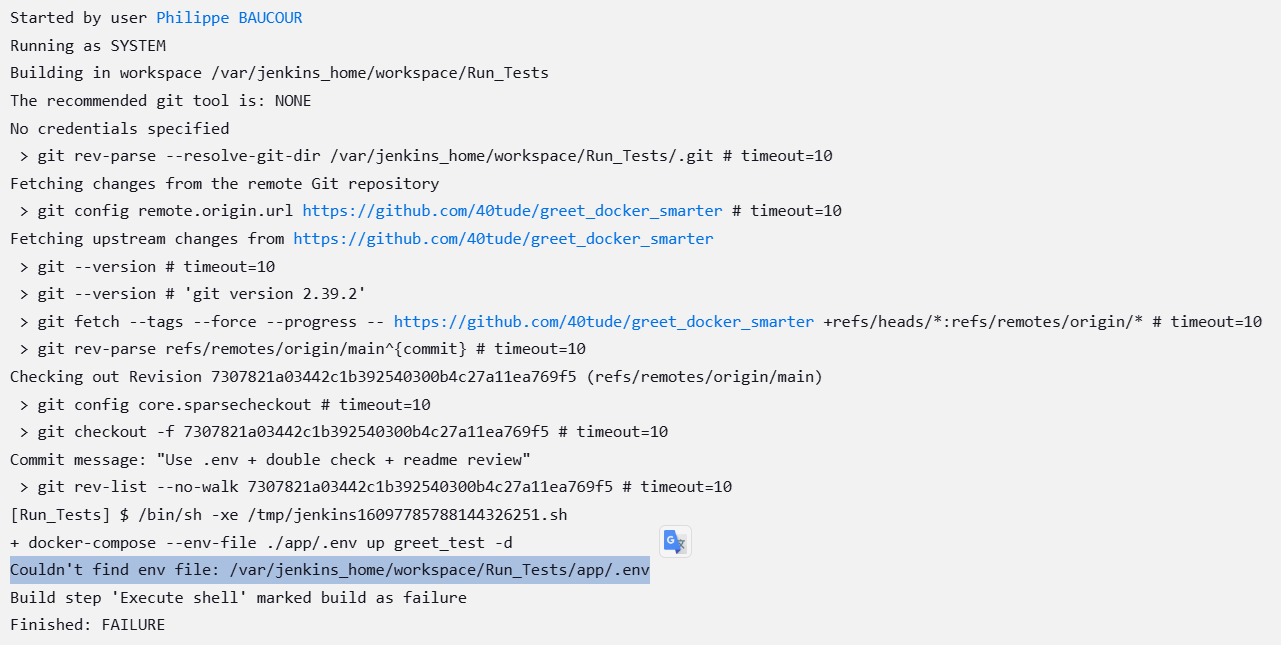 Started by user Philippe BAUCOUR
Running as SYSTEM
Building in workspace /var/jenkins_home/workspace/Run_Tests
The recommended git tool is: NONE
No credentials specified
 > git rev-parse --resolve-git-dir /var/jenkins_home/workspace/Run_Tests/.git # timeout=10
Fetching changes from the remote Git repository
 > git config remote.origin.url https://github.com/40tude/greet_docker_smarter # timeout=10
Fetching upstream changes from https://github.com/40tude/greet_docker_smarter
 > git --version # timeout=10
 > git --version # 'git version 2.39.2'
 > git fetch --tags --force --progress -- https://github.com/40tude/greet_docker_smarter +refs/heads/*:refs/remotes/origin/* # timeout=10
 > git rev-parse refs/remotes/origin/main^{commit} # timeout=10
Checking out Revision 7307821a03442c1b392540300b4c27a11ea769f5 (refs/remotes/origin/main)
 > git config core.sparsecheckout # timeout=10
 > git checkout -f 7307821a03442c1b392540300b4c27a11ea769f5 # timeout=10
Commit message: "Use .env + double check + readme review"
 > git rev-list --no-walk 7307821a03442c1b392540300b4c27a11ea769f5 # timeout=10
[Run_Tests] $ /bin/sh -xe /tmp/jenkins16097785788144326251.sh
+ docker-compose --env-file ./app/.env up greet_test -d
Couldn't find env file: /var/jenkins_home/workspace/Run_Tests/app/.env
Build step 'Execute shell' marked build as failure
Finished: FAILURE